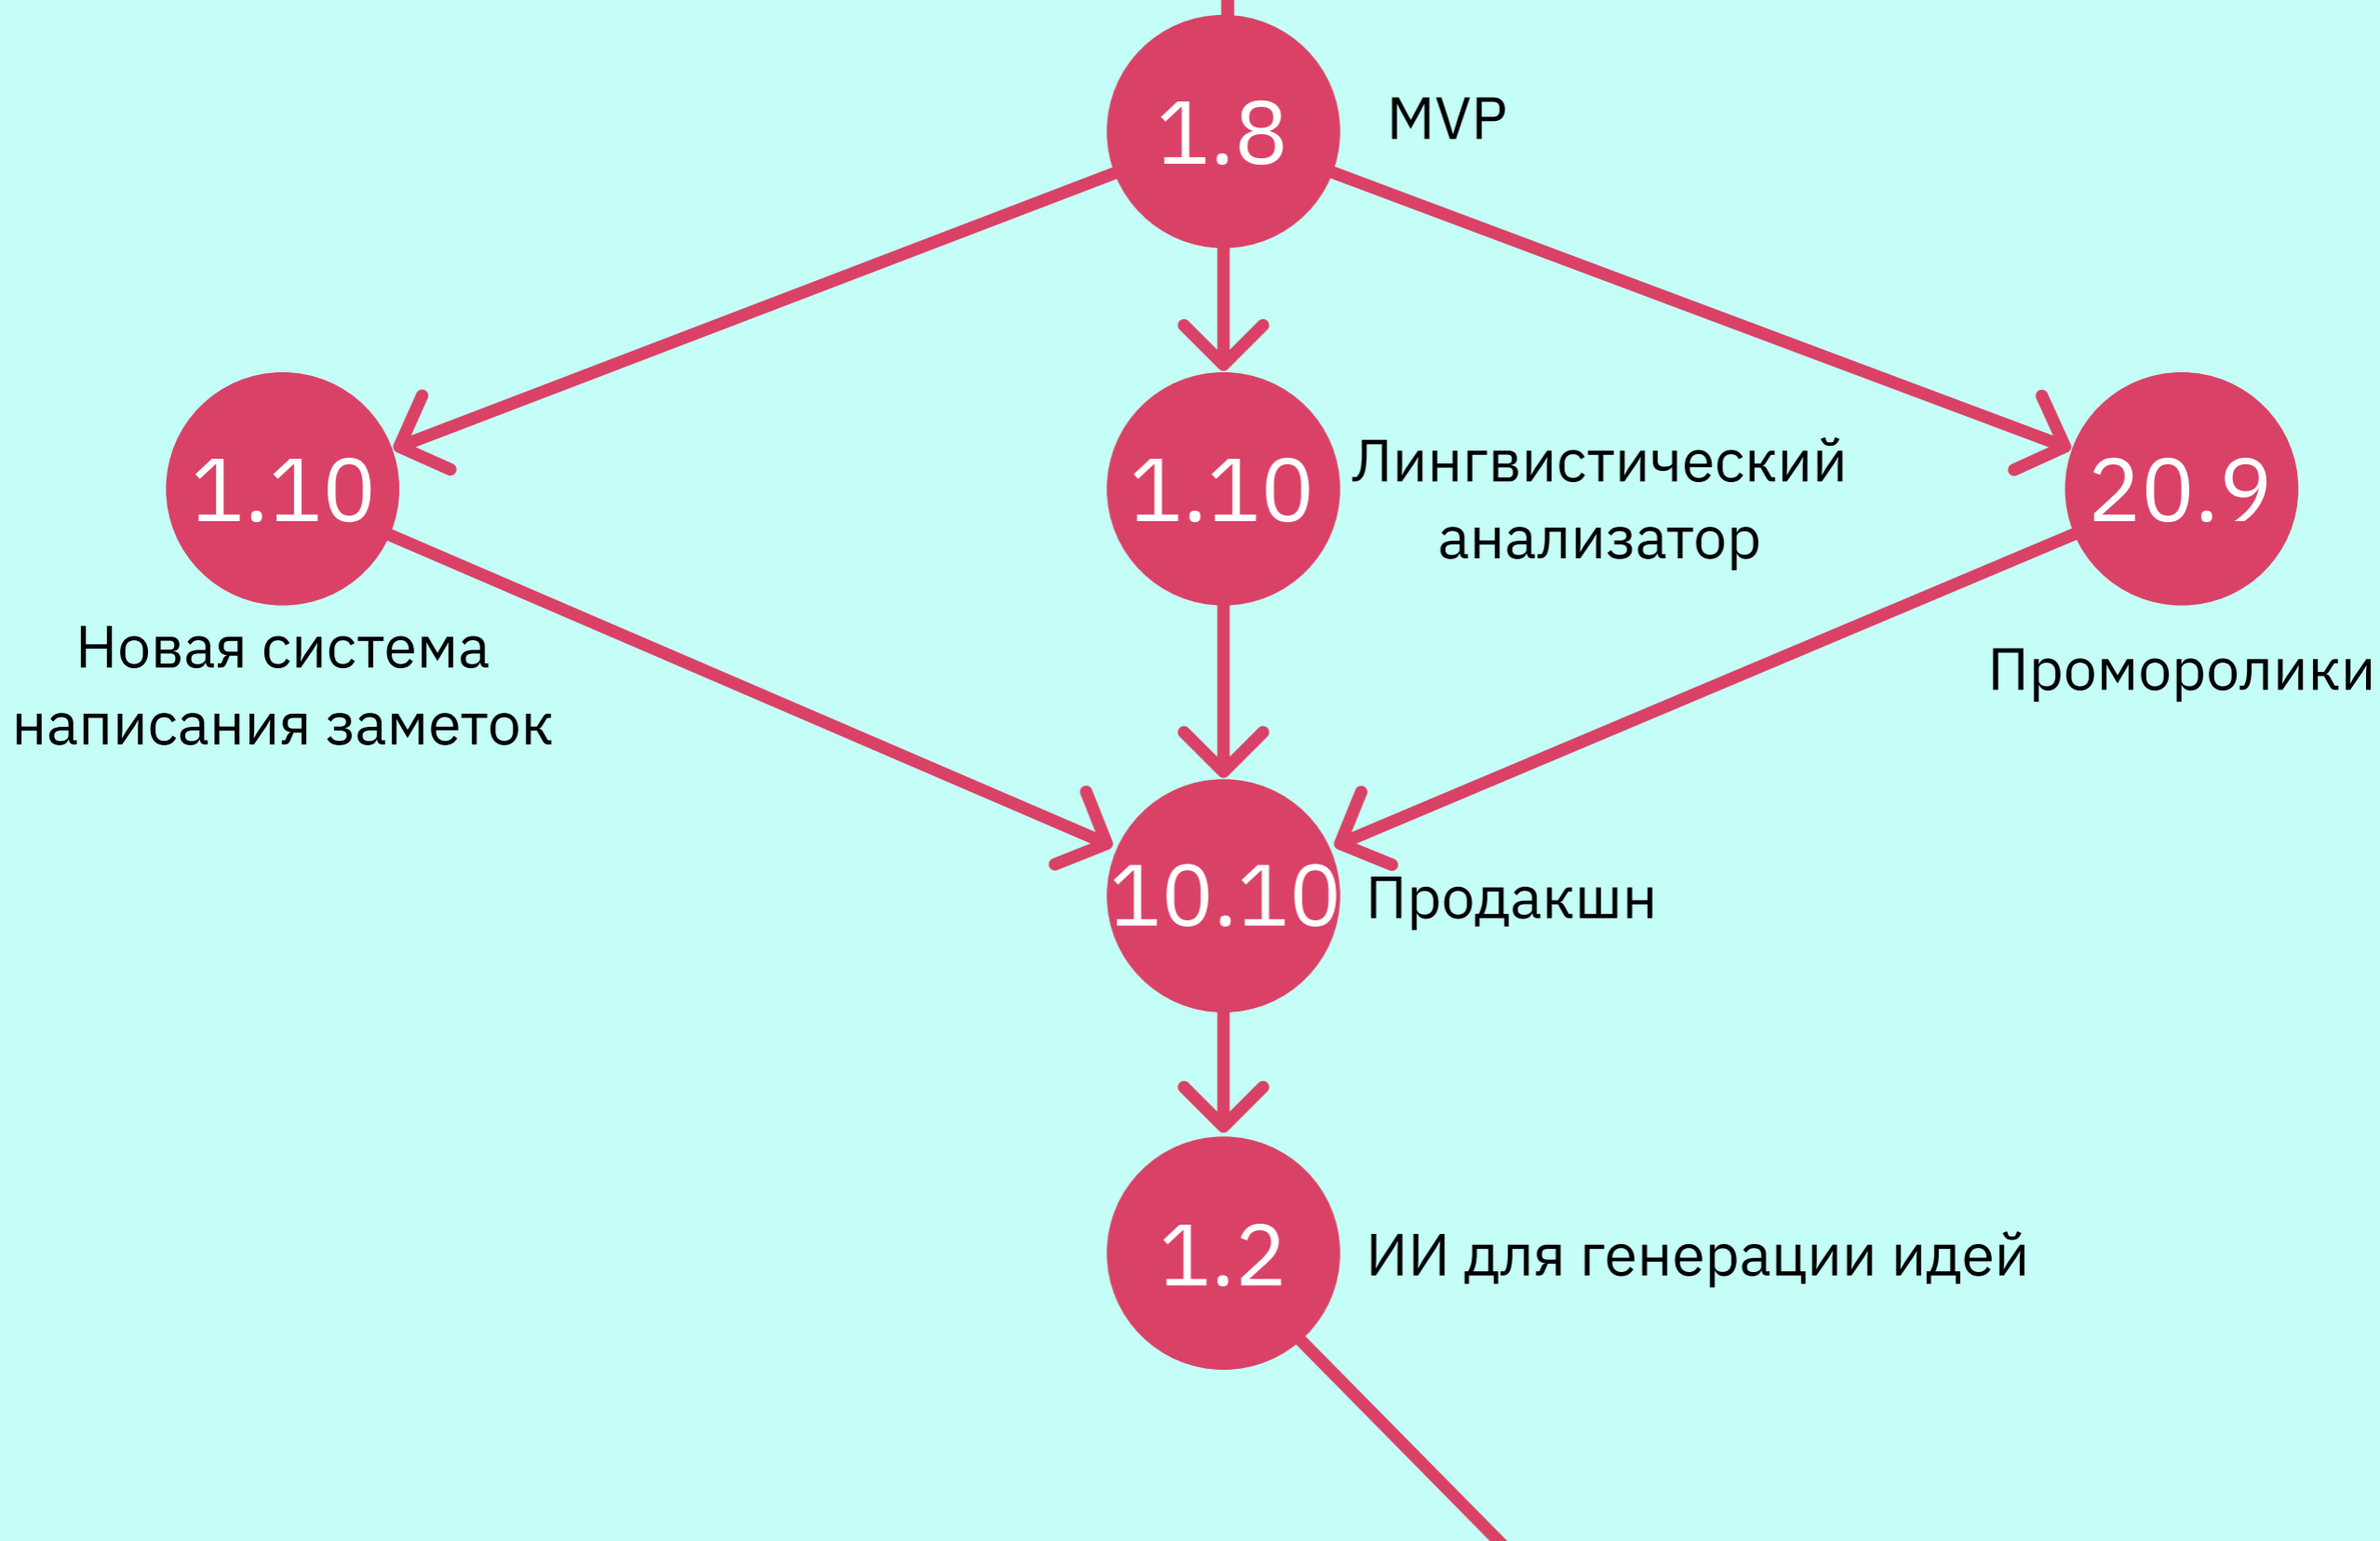 1.8
MVP
1.10
Новая система
написания заметок
1.10
Лингвистический
анализатор
20.9
Проморолики
10.10
Продакшн
1.2
ИИ для генерации идей